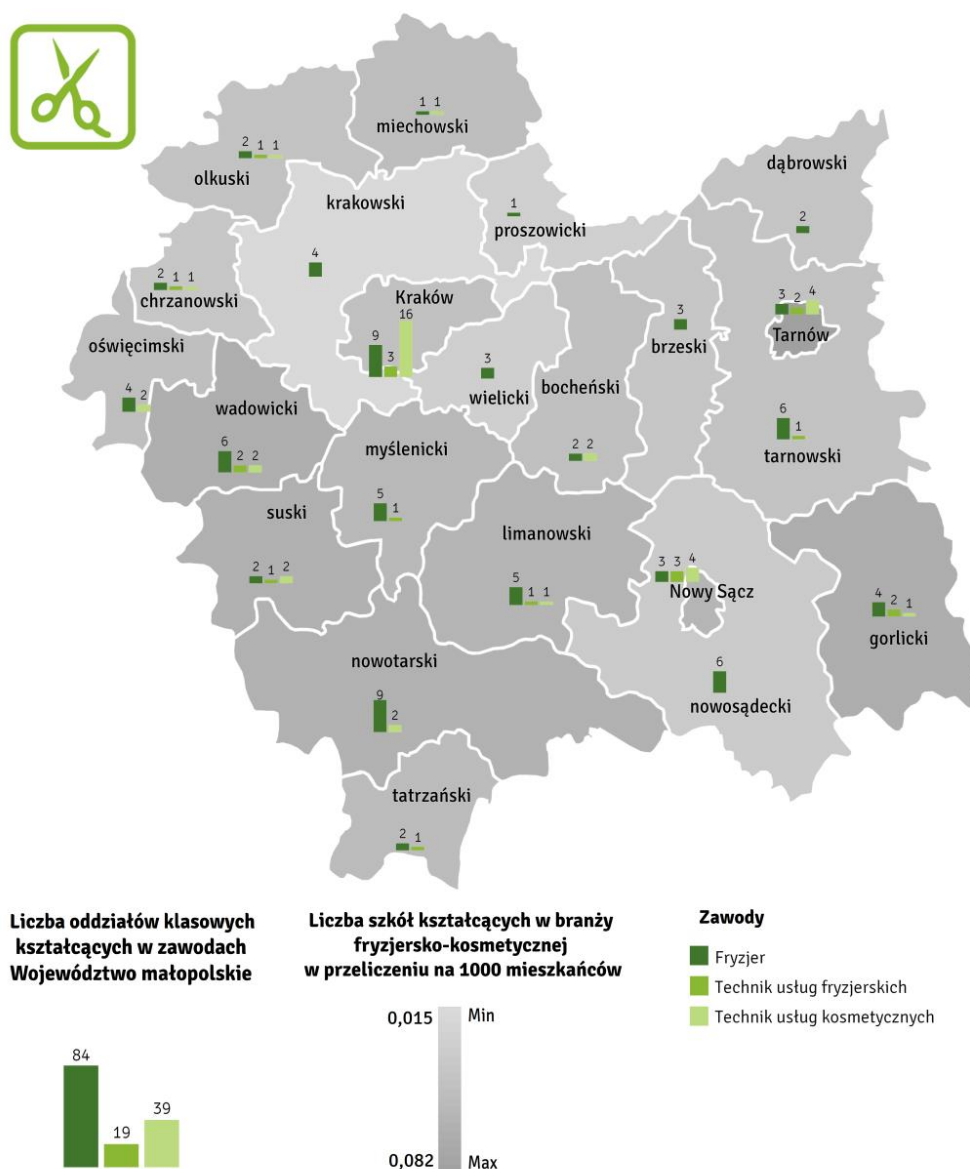 1 1
miechowski
2 1 1
olkuski
dąbrowski
2
krakowski
4
1
proszowicki
2 1 1
chrzanowski
3 2 4
Tarnów
Kraków
9 3 16
3
brzeski
oświęcimski
4 2
3
wielicki
bocheński
2 2
wadowicki
6 2 2
6 1
tarnowski
myślenicki
5 1
suski
2 1 2
limanowski
5 1 1
3 3 4
Nowy Sącz
4 2 1
gorlicki
nowotarski
9 2
6
nowosądecki
tatrzański
2 1
Liczba oddziałów klasowych
kształcących w zawodach
Województwo małopolskie
84
19
39
Liczba szkół kształcących w branży
fryzjersko-kosmetycznej
w przeliczeniu na 1000 mieszkańców
0,015 Min
0,082 Max
Zawody
Fryzjer
Technik usług fryzjerskich
Technik usług kosmetycznych